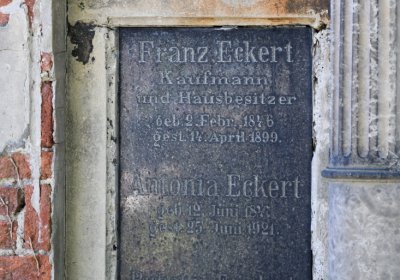 Franz Eckert
Kaufmann
und Hausbesitzer
geb. 2. Febr. 1846
gest. 14. April 1899.
Antonia Eckert
geb. 12. Juni
gest. 25. Juni 1921.